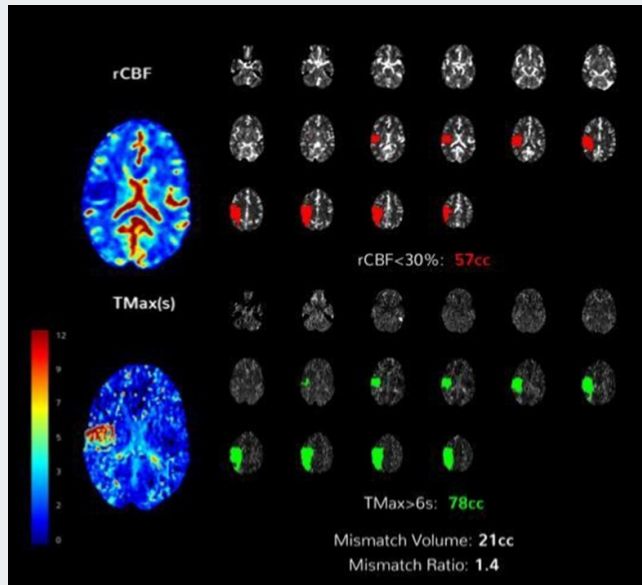 rCBF
rCBF<30%: 57cc
TMax(s)
12
9
7
5
3
2
0
TMax>6s: 78cc
Mismatch Volume: 21cc
Mismatch Ratio: 1.4